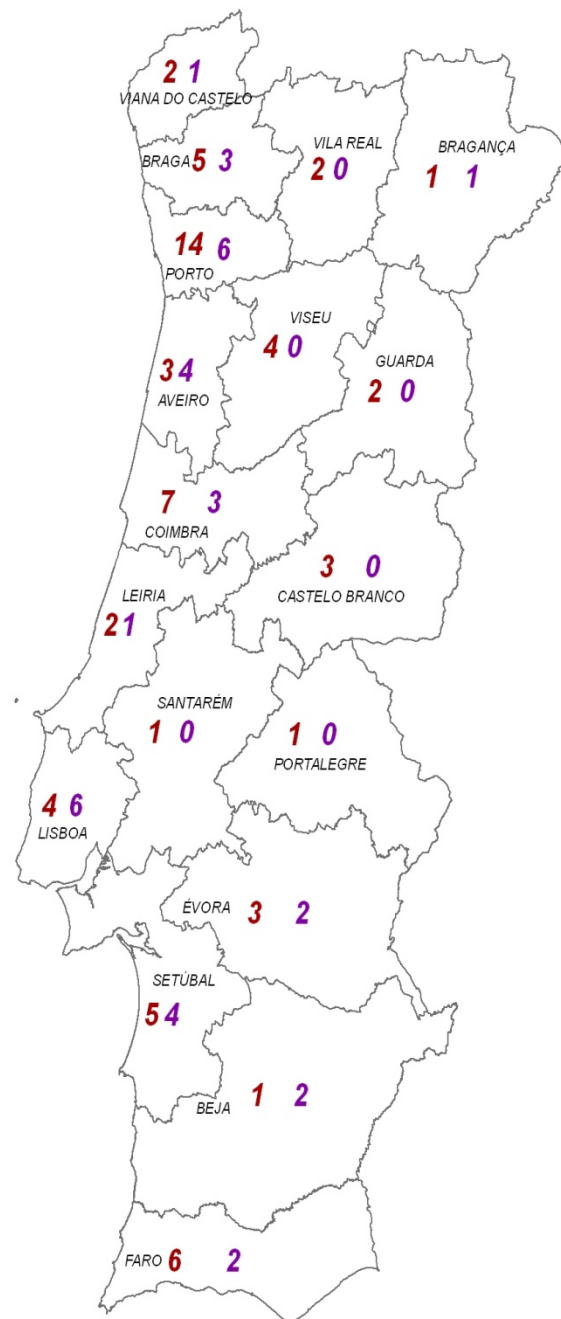 2 1
VIANA DO CASTELO
BRAGA 5 3
VILA REAL
2 0
BRAGANÇA
1 1
14 6
PORTO
VISEU
4 0
3 4
AVEIRO
GUARDA
2 0
7 3
COIMBRA
3 0
CASTELO BRANCO
LEIRIA
2 1
SANTARÉM
1 0
1 0
PORTALEGRE
4 6
LISBOA
ÉVORA 3 2
SETÚBAL
5 4
BEJA 1 2
FARO 6 2